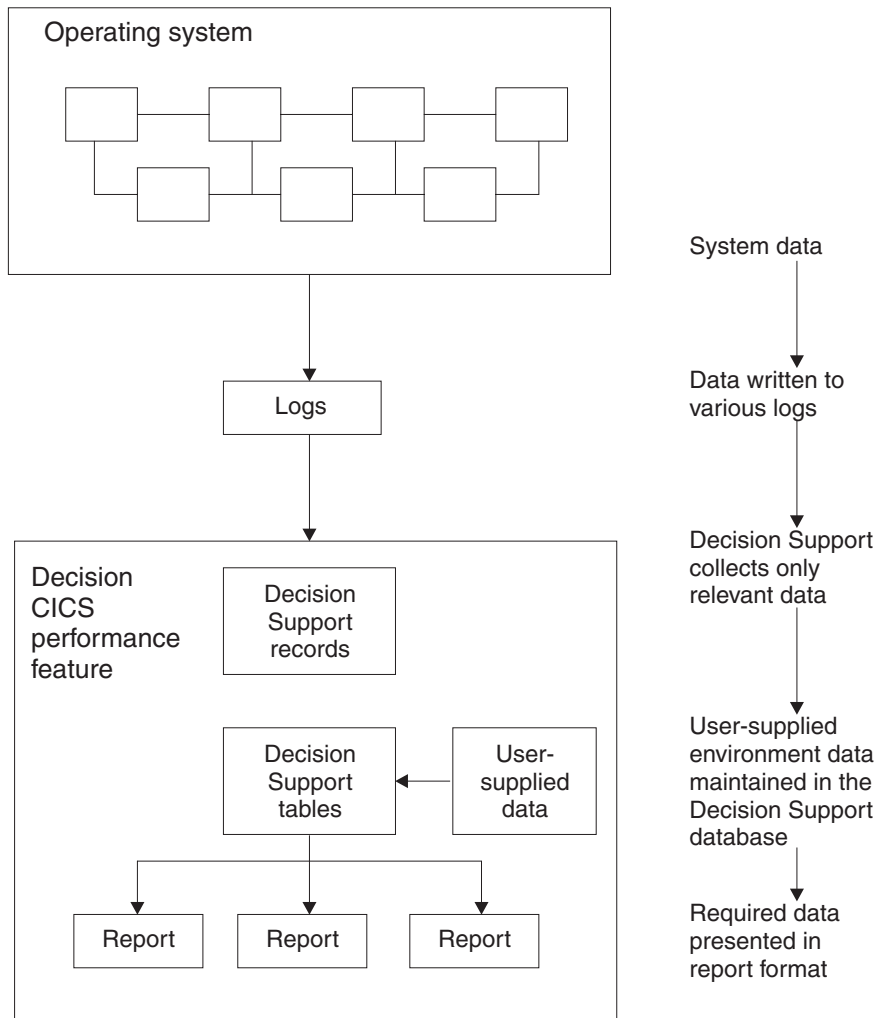 Operating system
System data
Logs
Data written to
various logs
Decision
CICS
performance
feature
Decision
Support
records
Decision Support
collects only
relevant data
Decision
Support
tables
User-
supplied
data
User-supplied
environment data
maintained in the
Decision Support
database
Report
Report
Report
Required data
presented in
report format